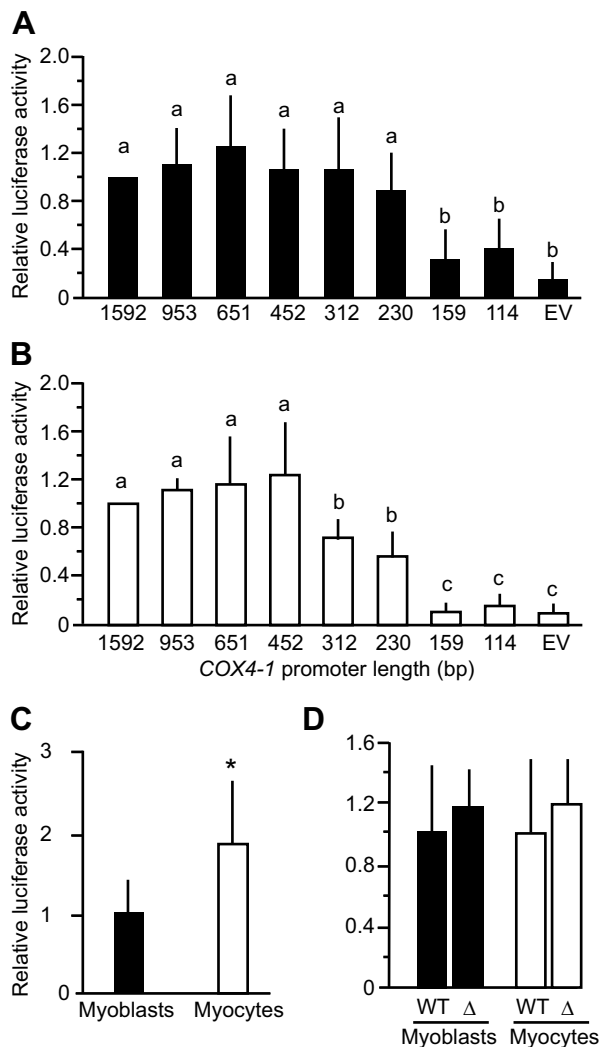 A
Relative luciferase activity
2.0
1.6
1.2
0.8
0.4
0
a a a a a a b b b
1592 953 651 452 312 230 159 114 EV
B
Relative luciferase activity
2.0
1.6
1.2
0.8
0.4
0
a a a a b b c c c
1592 953 651 452 312 230 159 114 EV
COX4-1 promoter length (bp)
C
Relative luciferase activity
3
2
1
0
*
Myoblasts Myocytes
D
1.6
1.2
0.8
0.4
0
WT Δ WT Δ
Myoblasts Myocytes